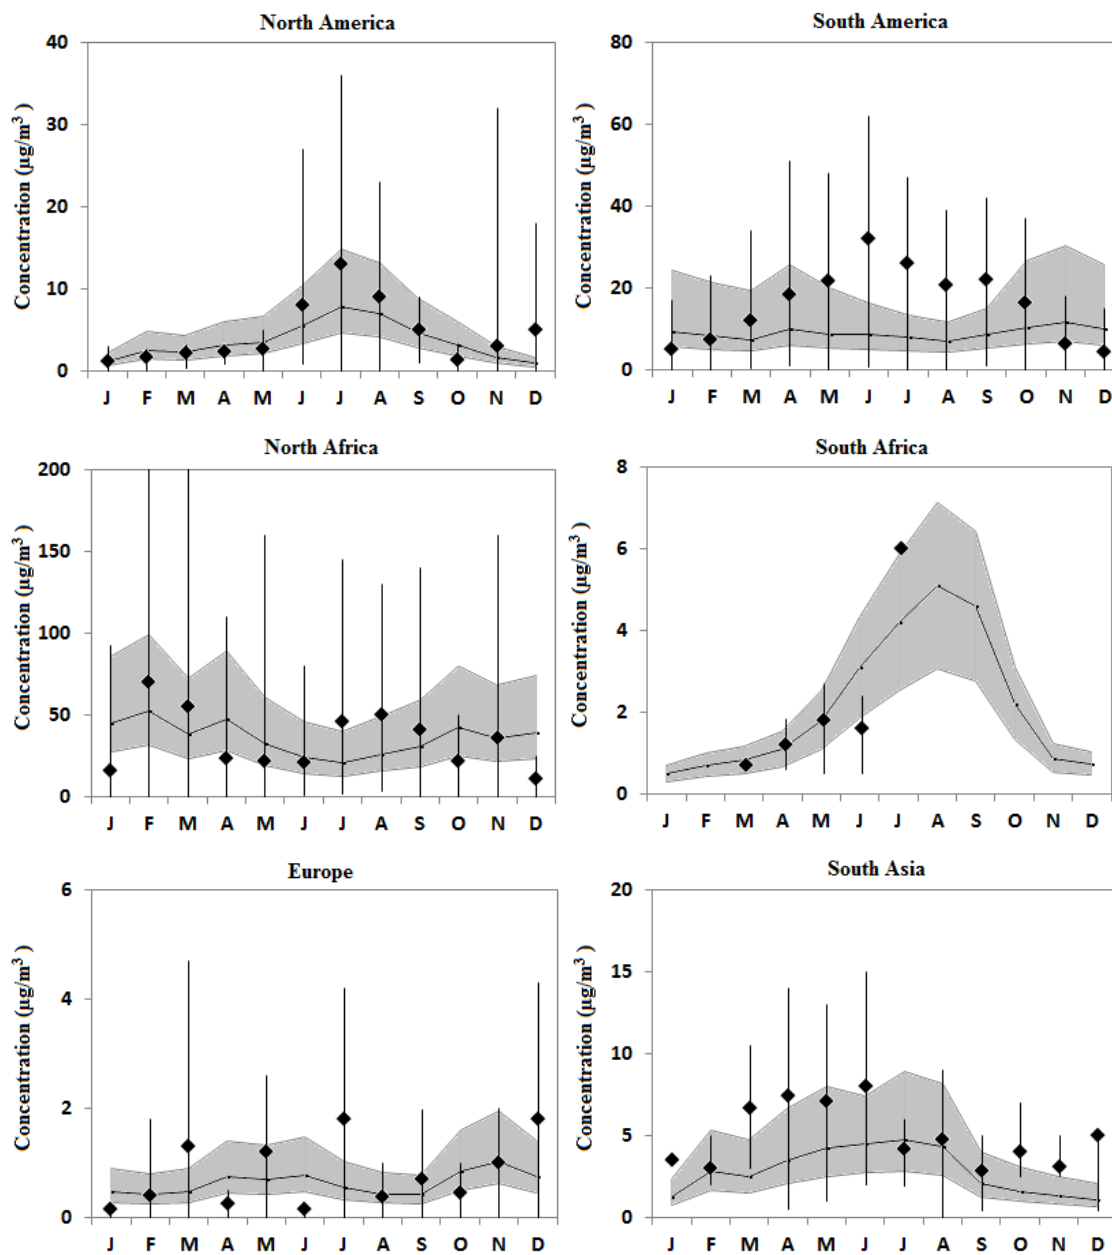 North America
Concentration (µg/m³ )
40
30
20
10
0
J F M A M J J A S O N D
South America
Concentration (µg/m³ )
80
60
40
20
0
J F M A M J J A S O N D
North Africa
Concentration (µg/m³ )
200
150
100
50
0
J F M A M J J A S O N D
South Africa
Concentration (µg/m³ )
8
6
4
2
0
J F M A M J J A S O N D
Europe
Concentration (µg/m³ )
6
4
2
0
J F M A M J J A S O N D
South Asia
Concentration (µg/m³ )
20
15
10
5
0
J F M A M J J A S O N D